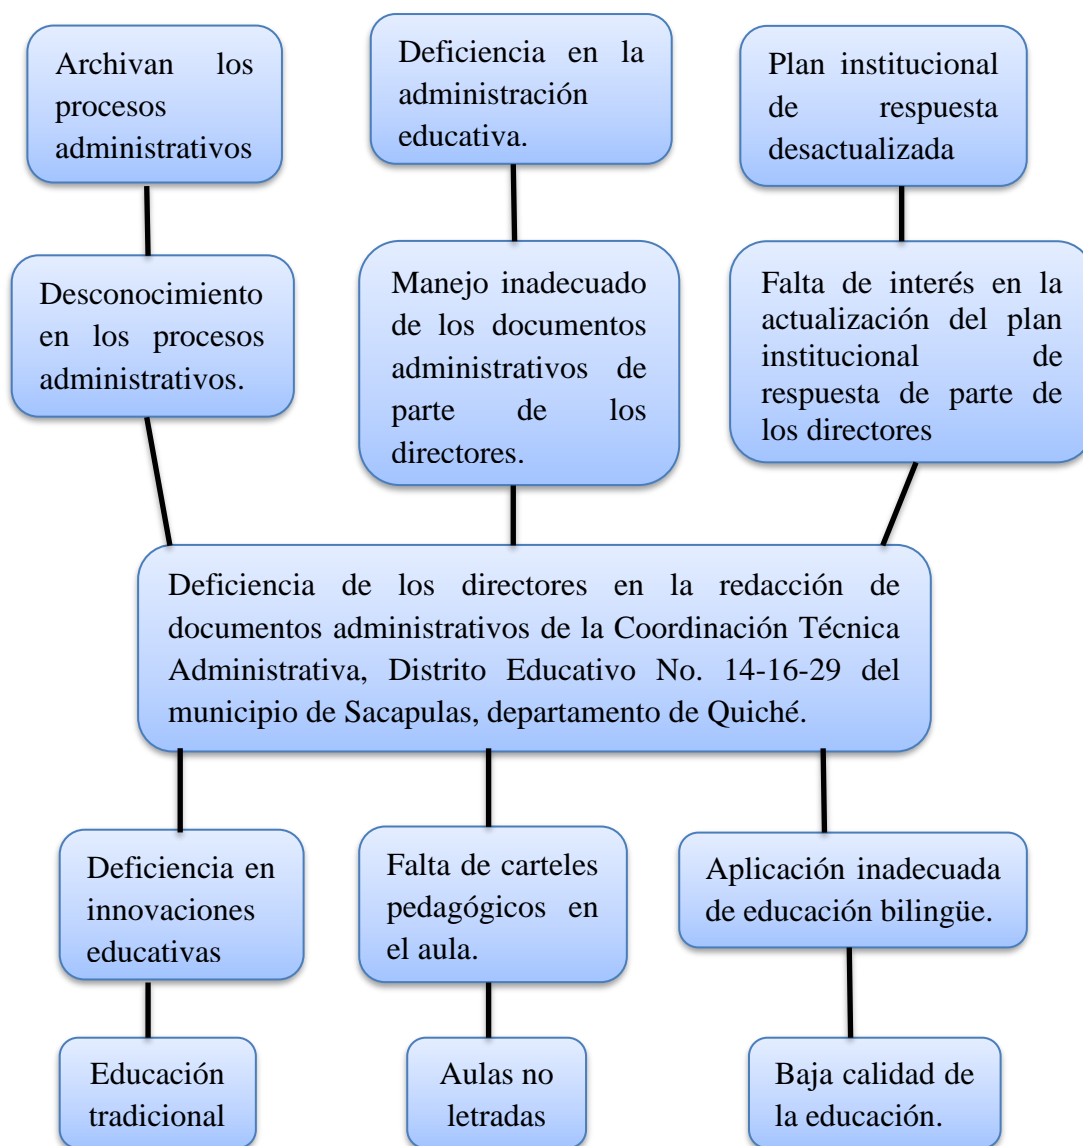 Archivan los
procesos
administrativos
Deficiencia en la
administración
educativa.
Plan institucional
de respuesta
desactualizada
Desconocimiento
en los procesos
administrativos.
Manejo inadecuado
de los documentos
administrativos de
parte de los
directores.
Falta de interés en la
actualización del plan
institucional de
respuesta de parte de
los directores
Deficiencia de los directores en la redacción de
documentos administrativos de la Coordinación Técnica
Administrativa, Distrito Educativo No. 14-16-29 del
municipio de Sacapulas, departamento de Quiché.
Deficiencia en
innovaciones
educativas
Falta de carteles
pedagógicos en
el aula.
Aplicación inadecuada
de educación bilingüe.
Educación
tradicional
Aulas no
letradas
Baja calidad de
la educación.